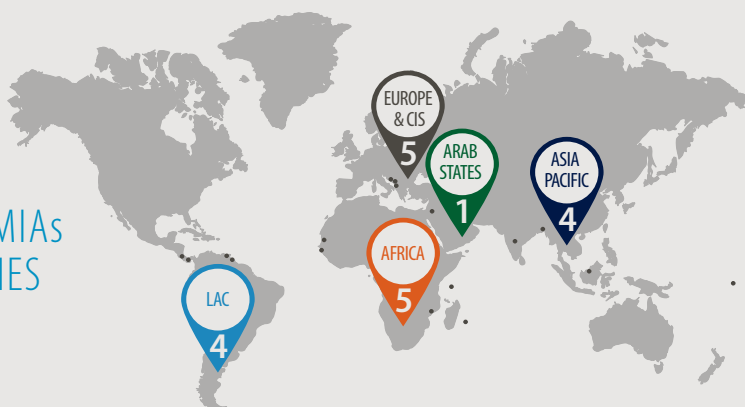 EUROPE
& CIS
5
ARAB
STATES
1
ASIA
PACIFIC
4
MIAs
IES
AFRICA
5
LAC
4